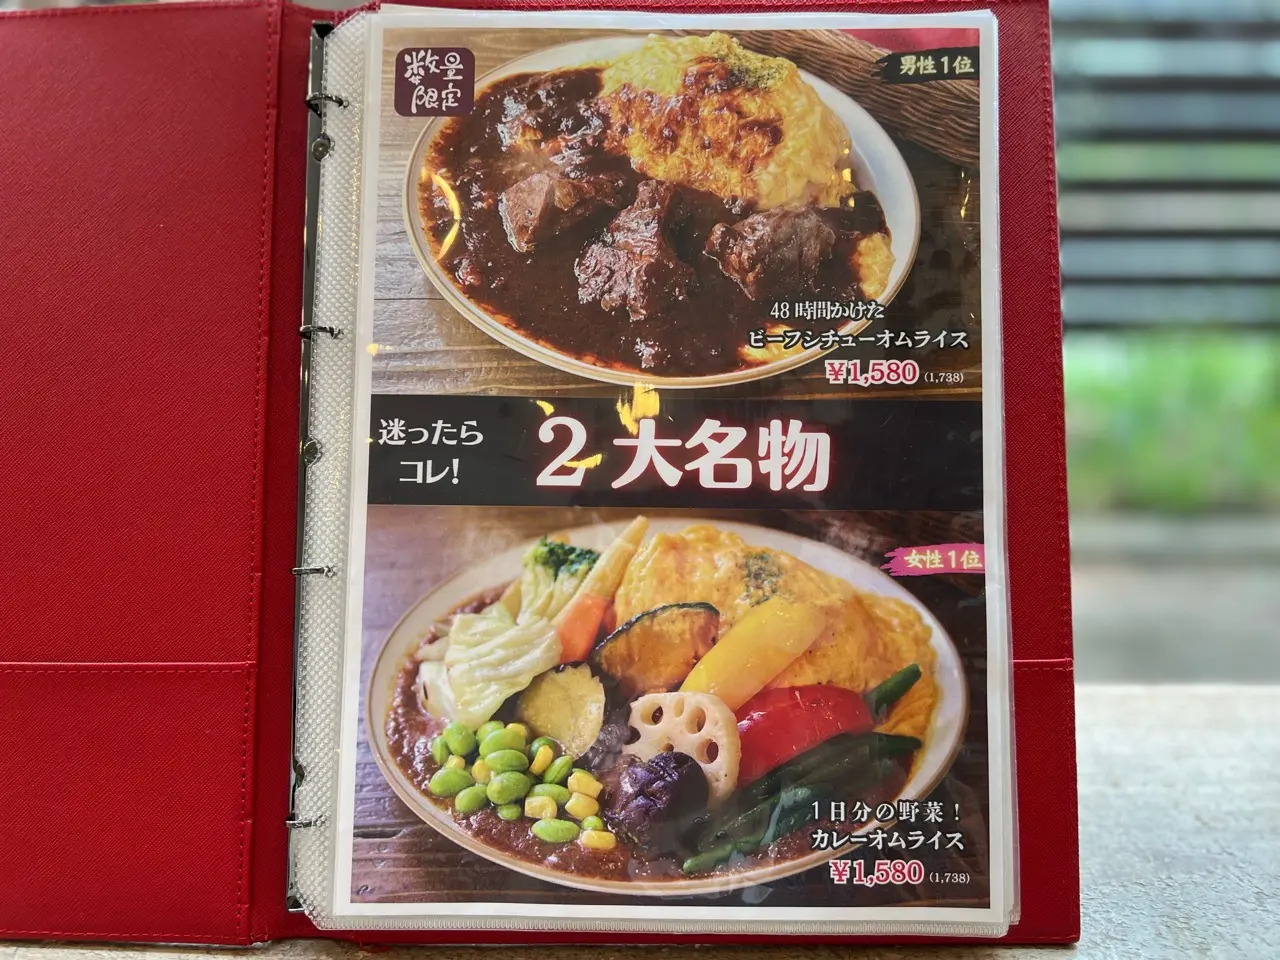 数量
限定
男性1位
48時間かけた
ビーフシチューオムライス
¥1,580 (1,738)
迷ったら
コレ!
2大名物
女性1位
1日分の野菜!
カレーオムライス
¥1,580 (1,738)